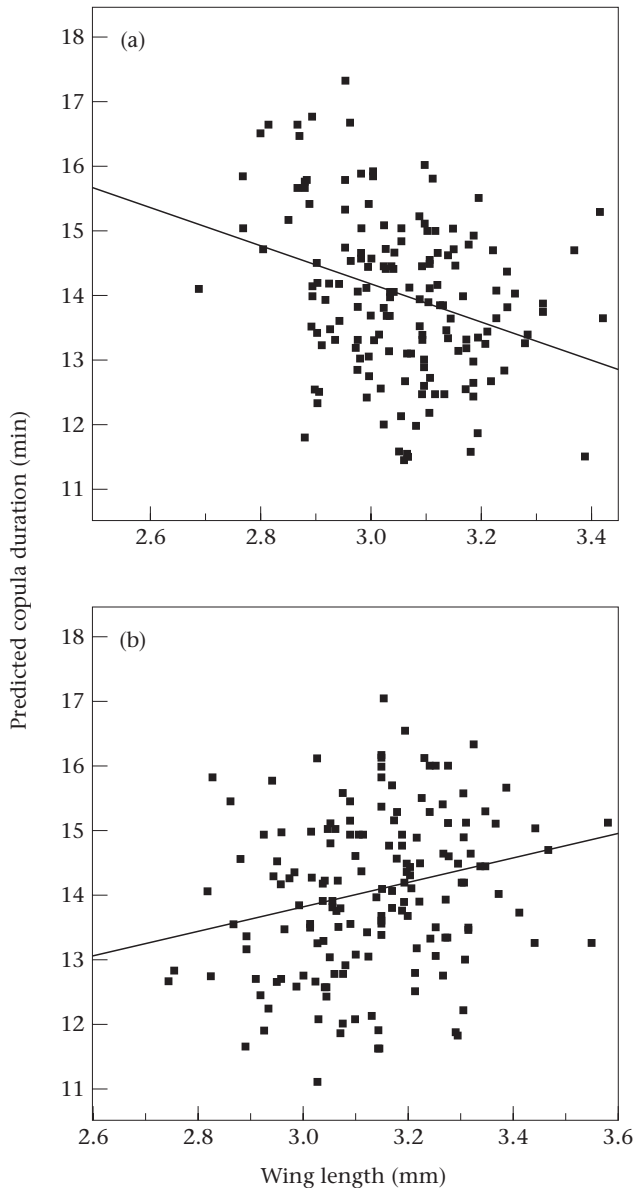 18
(a)
17
16
15
14
13
12
11
2.6 2.8 3.0 3.2 3.4
Predicted copula duration (min)
18
(b)
17
16
15
14
13
12
11
2.6 2.8 3.0 3.2 3.4 3.6
Wing length (mm)